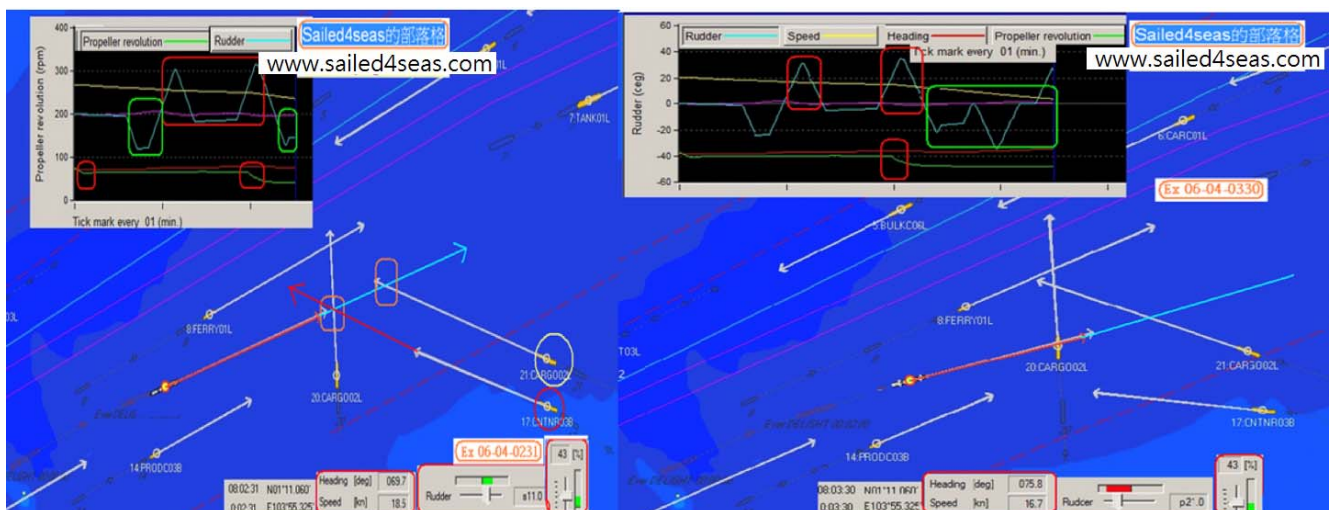 400
300
200
100
0
Propeller revolution (rpm)
Propeller revolution
Rudder
Sailed4seas的部落格
www.sailed4seas.com
Tick mark every 01 (min.)
7:TANK01L
8:FERRY01L
20:CARGO02L
21:CARGO02L
17:CNTNR03B
14:PRODC03B
Ex 06-04-0231
08:02:31 N01°11.060'
0:02:31 E103°55.325'
Heading [deg] 069.7
Speed [kn] 18.5
Rudder s11.0
43 [%]
60
40
20
0
-20
-40
-60
Rudder (ceg)
Rudder
Speed
Heading
Propeller revolution
Tick mark every 01 (min.)
Sailed4seas的部落格
www.sailed4seas.com
6:CARC01L
Ex 06-04-0330
5:BULKC06L
8:FERRY01L
T03L
20:CARGO02L
21:CARGO02L
17:CNTNR03B
14:PRODC03B
08:03:30 N01°11.060'
0:03:30 E103°55.325'
Heading [deg] 075.8
Speed [kn] 16.7
43 [%]